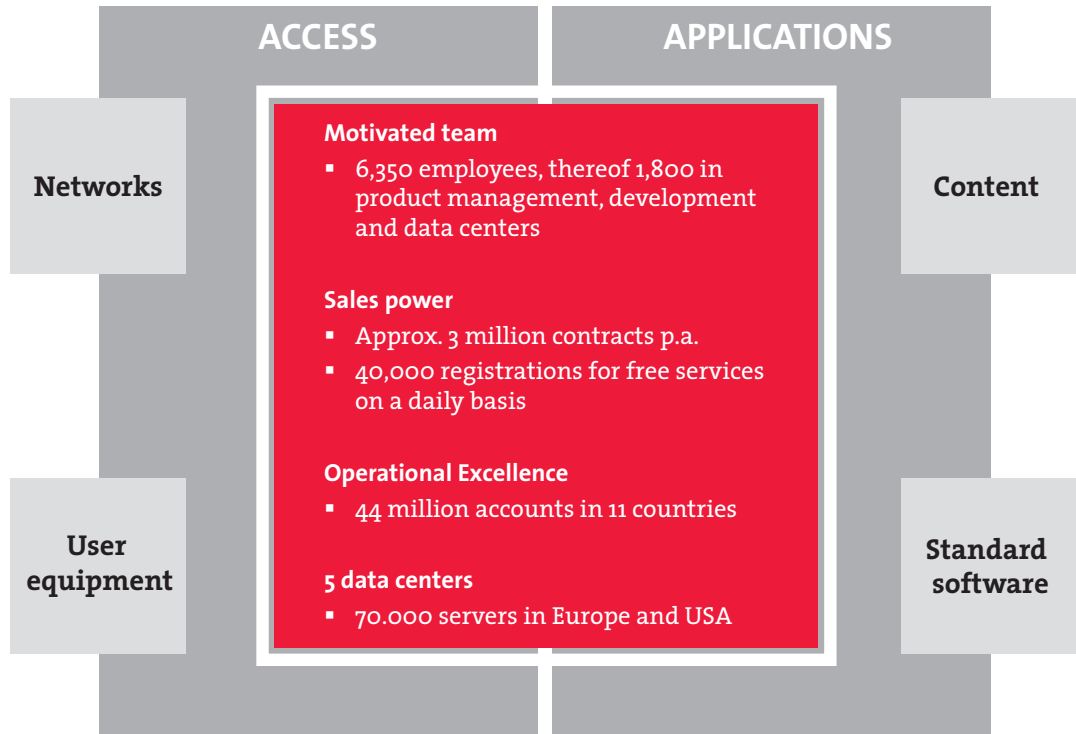 ACCESS
APPLICATIONS
Networks
Content
Motivated team
▪ 6,350 employees, thereof 1,800 in
product management, development
and data centers
Sales power
▪ Approx. 3 million contracts p.a.
▪ 40,000 registrations for free services
on a daily basis
Operational Excellence
▪ 44 million accounts in 11 countries
5 data centers
▪ 70.000 servers in Europe and USA
User
equipment
Standard
software